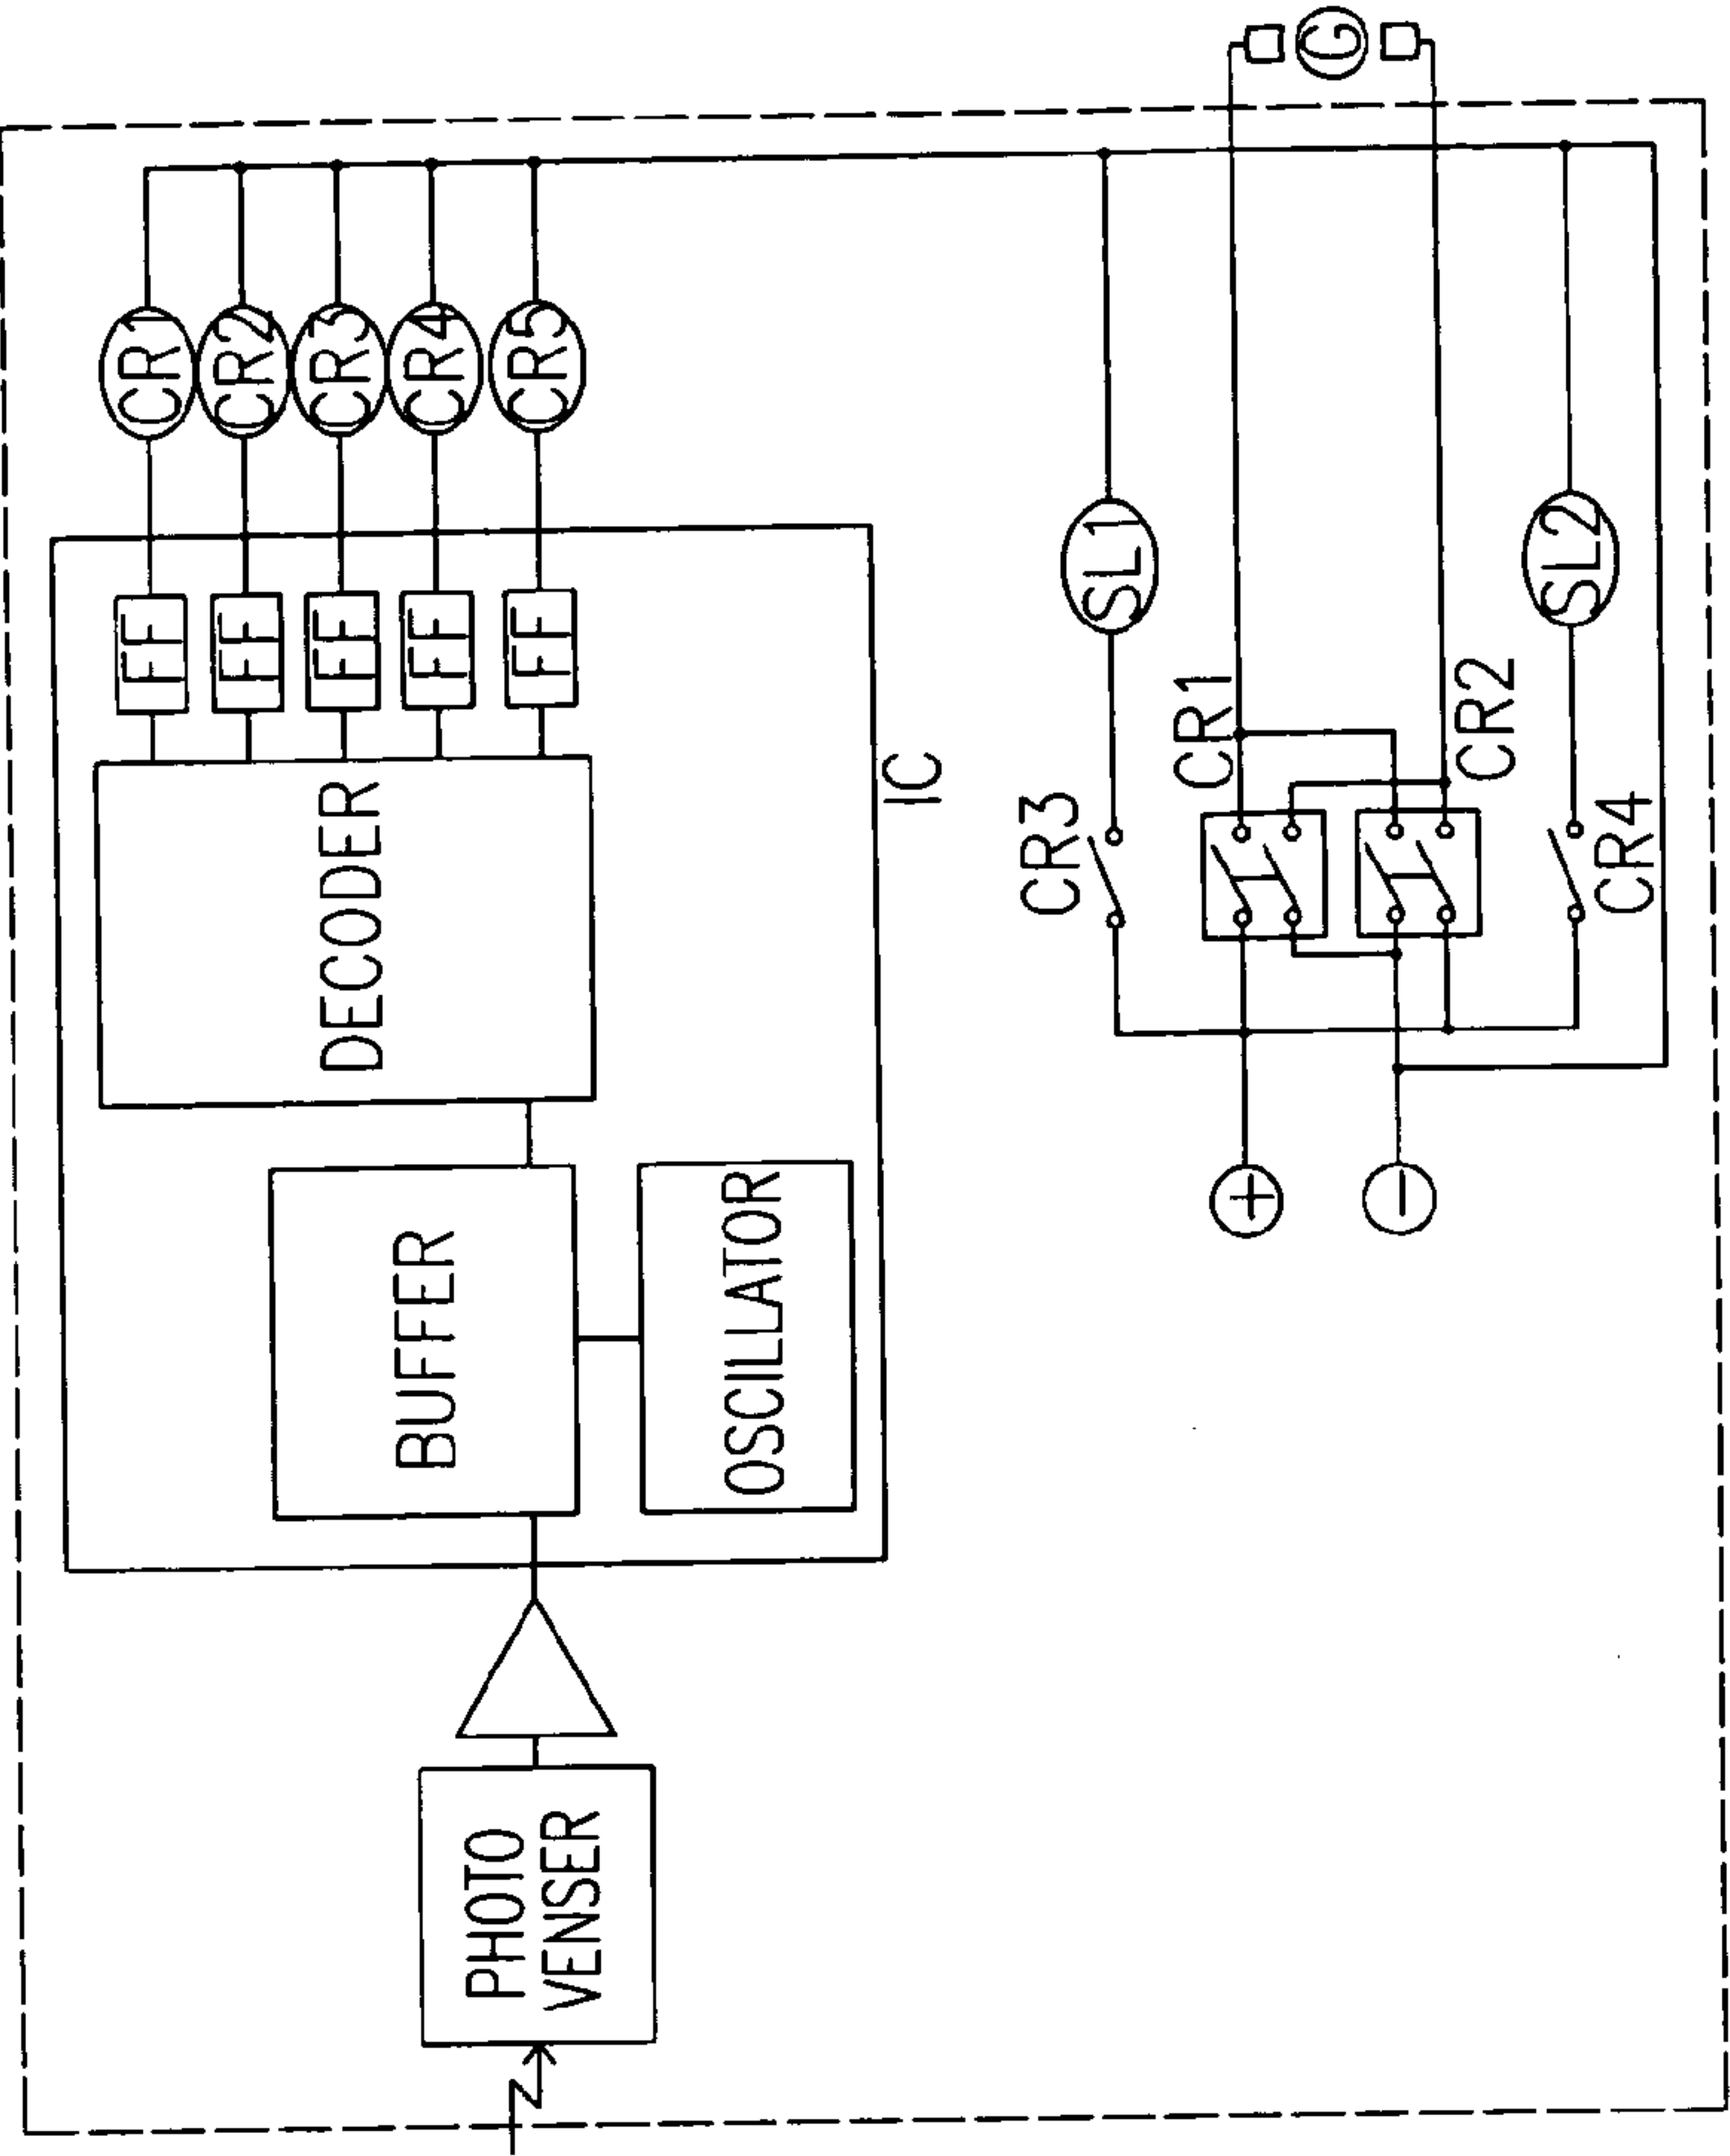 PHOTO
VENSER
BUFFER
OSCILLATOR
DECODER
FF
FF
FF
FF
FF
CR1
CR2
CR3
CR4
CR5
IC
CR3
SL1
CR1
G
CR2
CR4
SL2
+
−